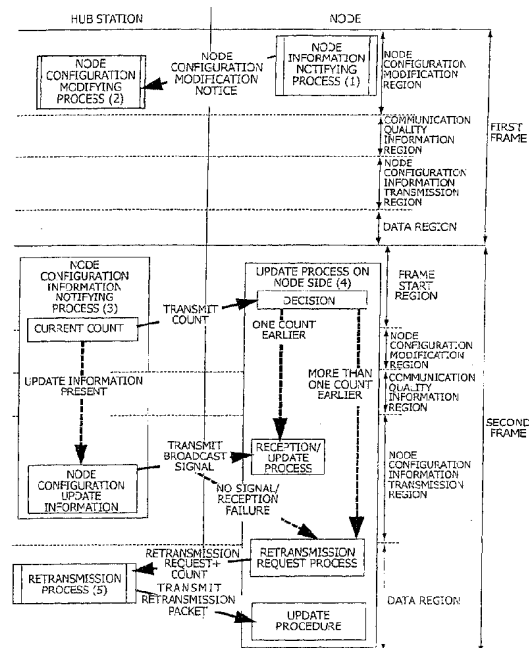 HUB STATION
NODE
NODE
CONFIGURATION
MODIFYING
PROCESS (2)
NODE
CONFIGURATION
MODIFICATION
NOTICE
NODE
INFORMATION
NOTIFYING
PROCESS (1)
NODE
CONFIGURATION
MODIFICATION
REGION
COMMUNICATION
QUALITY
INFORMATION
REGION
NODE
CONFIGURATION
INFORMATION
TRANSMISSION
REGION
DATA REGION
FIRST
FRAME
NODE
CONFIGURATION
INFORMATION
NOTIFYING
PROCESS (3)
CURRENT COUNT
TRANSMIT
COUNT
UPDATE PROCESS ON
NODE SIDE (4)
DECISION
FRAME
START
REGION
ONE COUNT
EARLIER
NODE
CONFIGURATION
MODIFICATION
REGION
UPDATE INFORMATION
PRESENT
MORE THAN
ONE COUNT
EARLIER
COMMUNICATION
QUALITY
INFORMATION
REGION
SECOND
FRAME
TRANSMIT
BROADCAST
SIGNAL
RECEPTION/
UPDATE
PROCESS
NODE
CONFIGURATION
UPDATE
INFORMATION
NO SIGNAL/
RECEPTION
FAILURE
NODE
CONFIGURATION
INFORMATION
TRANSMISSION
REGION
RETRANSMISSION
REQUEST+
COUNT
RETRANSMISSION
REQUEST PROCESS
RETRANSMISSION
PROCESS (5)
TRANSMIT
RETRANSMISSION
PACKET
UPDATE
PROCEDURE
DATA REGION